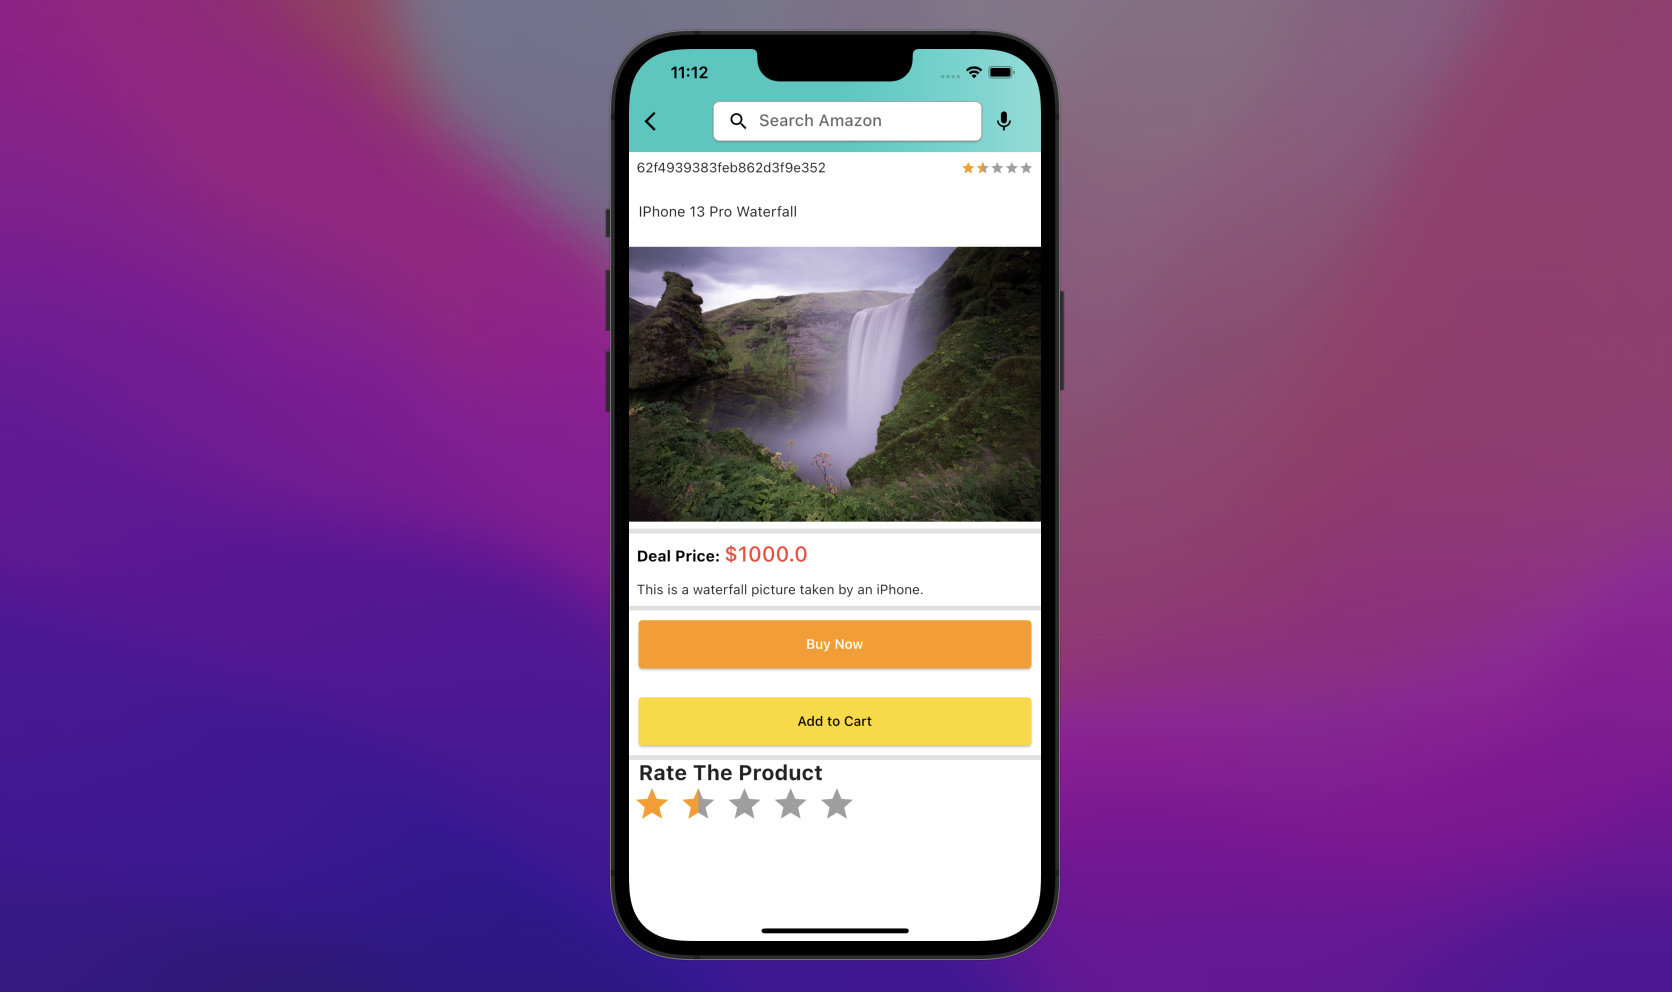 11:12
Search Amazon
62f4939383feb862d3f9e352
IPhone 13 Pro Waterfall
Deal Price: $1000.0
This is a waterfall picture taken by an iPhone.
Buy Now
Add to Cart
Rate The Product